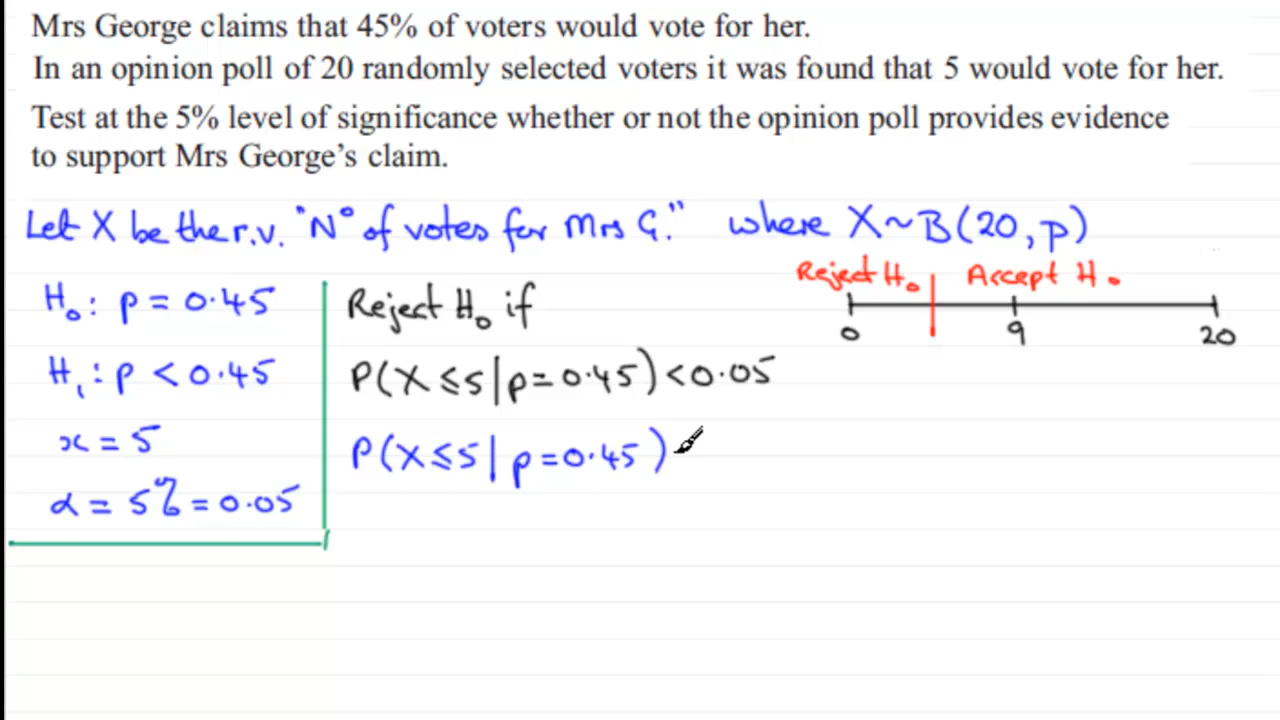 Mrs George claims that 45% of voters would vote for her.
In an opinion poll of 20 randomly selected voters it was found that 5 would vote for her.
Test at the 5% level of significance whether or not the opinion poll provides evidence
to support Mrs George's claim.
Let X be the r.v. "N° of votes for Mrs G." where X~B(20, p)
H₀: p = 0.45
H₁: p < 0.45
x = 5
α = 5% = 0.05
Reject H₀ if
P(X ≤ 5 | p = 0.45) < 0.05
P(X ≤ 5 | p = 0.45)
Reject H₀ Accept H₀
0 9 20